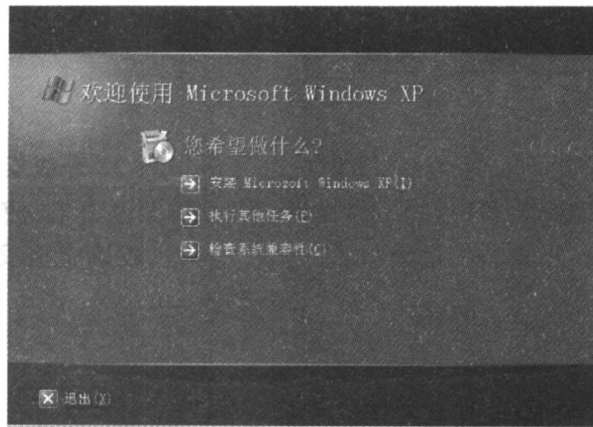 欢迎使用 Microsoft Windows XP
您希望做什么?
安装 Microsoft Windows XP(I)
执行其他任务(P)
检查系统兼容性(C)
退出(X)